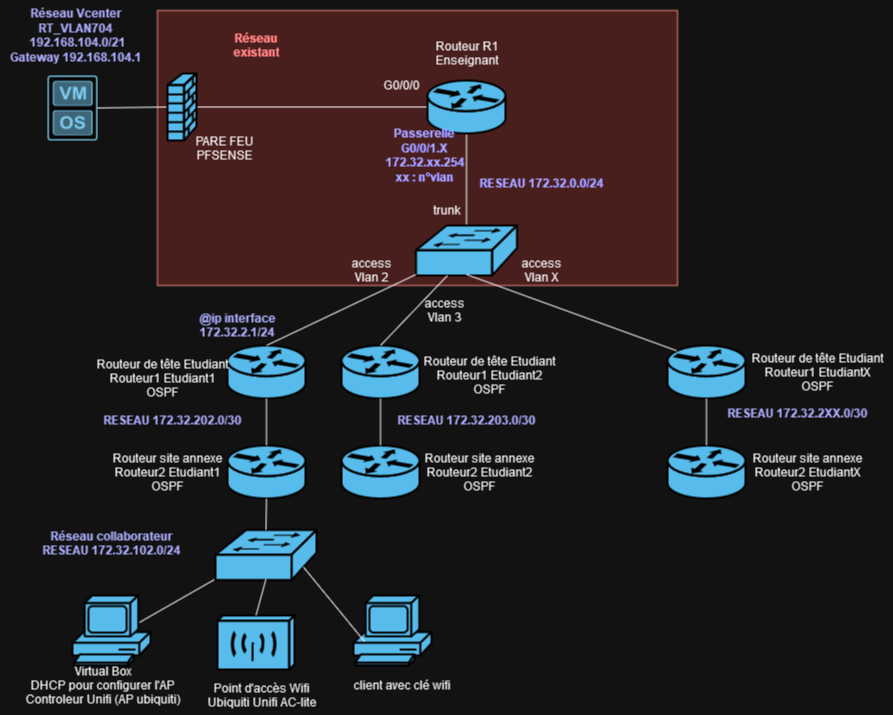 Réseau Vcenter
RT_VLAN704
192.168.104.0/21
Gateway 192.168.104.1
VM
OS
Réseau
existant
PARE FEU
PFSENSE
Routeur R1
Enseignant
G0/0/0
Passerelle
G0/0/1.X
172.32.xx.254
xx : n°vlan
RESEAU 172.32.0.0/24
trunk
access
Vlan 2
access
Vlan 3
access
Vlan X
@ip interface
172.32.2.1/24
Routeur de tête Etudiant
Routeur1 Etudiant1
OSPF
Routeur de tête Etudiant
Routeur1 Etudiant2
OSPF
Routeur de tête Etudiant
Routeur1 EtudiantX
OSPF
RESEAU 172.32.202.0/30
RESEAU 172.32.203.0/30
RESEAU 172.32.2XX.0/30
Routeur site annexe
Routeur2 Etudiant1
OSPF
Routeur site annexe
Routeur2 Etudiant2
OSPF
Routeur site annexe
Routeur2 EtudiantX
OSPF
Réseau collaborateur
RESEAU 172.32.102.0/24
Virtual Box
DHCP pour configurer l'AP
Controleur Unifi (AP ubiquiti)
Point d'accès Wifi
Ubiquiti Unifi AC-lite
client avec clé wifi